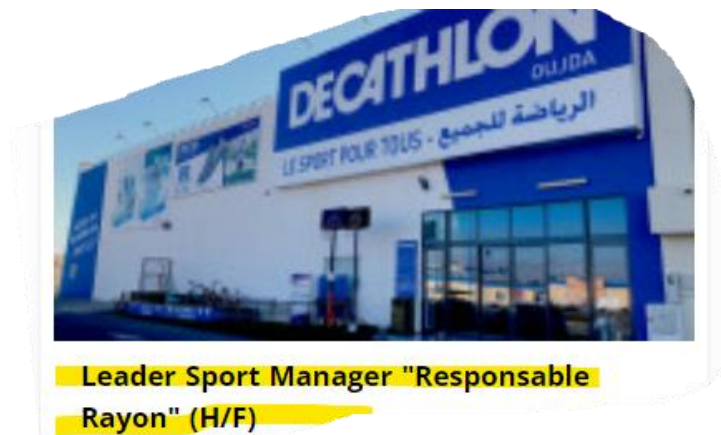 DECATHLON
OUJDA
الرياضة للجميع - LE SPORT POUR TOUS
Leader Sport Manager "Responsable
Rayon" (H/F)